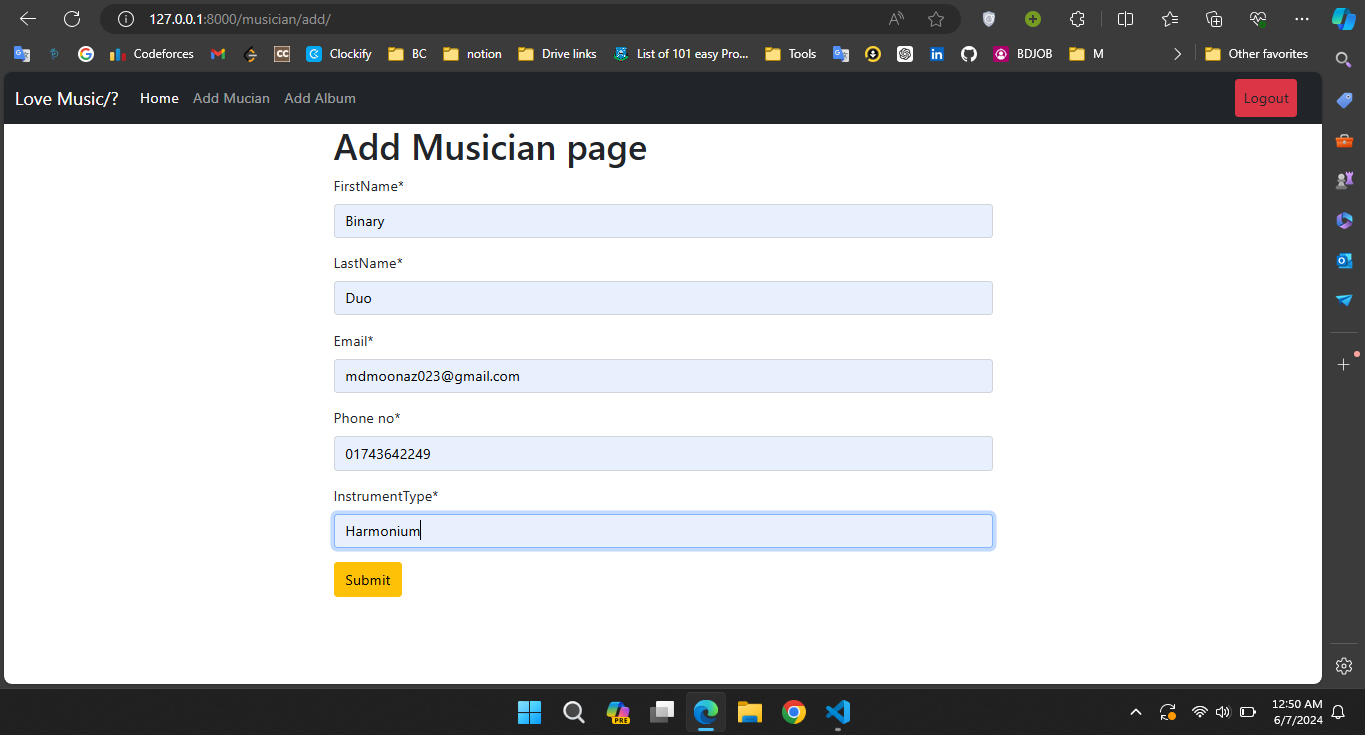 127.0.0.1:8000/musician/add/
Codeforces CC Clockify BC notion Drive links List of 101 easy Pro... Tools in BDJOB M Other favorites
Love Music/? Home Add Mucian Add Album Logout
Add Musician page
FirstName*
Binary
LastName*
Duo
Email*
mdmoonaz023@gmail.com
Phone no*
01743642249
InstrumentType*
Harmonium
Submit
PRE
12:50 AM
6/7/2024